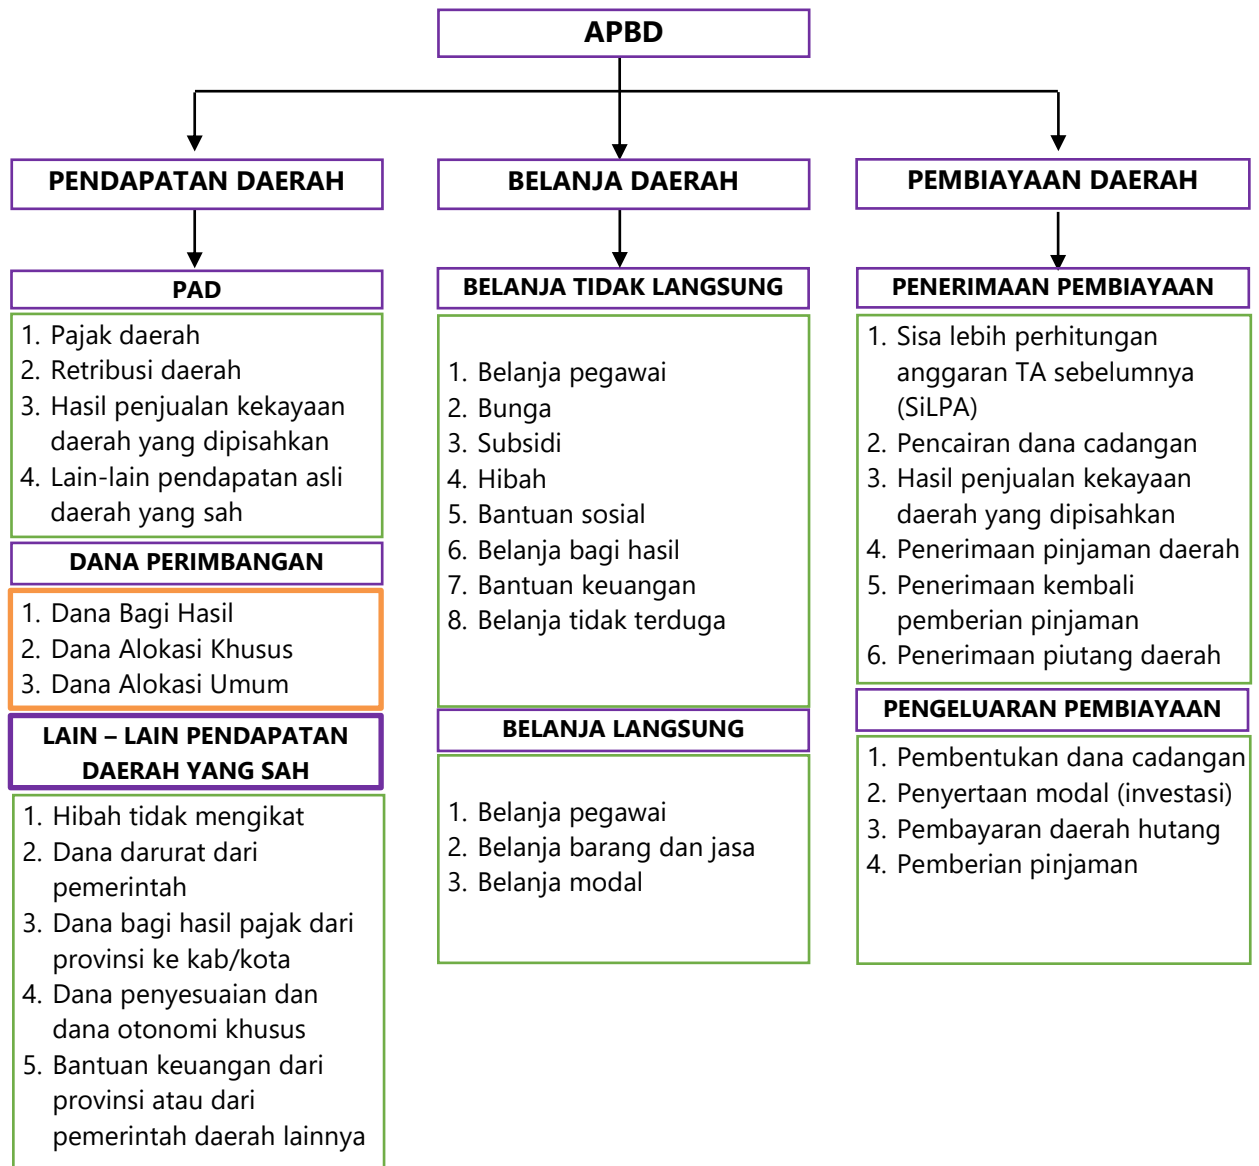 APBD
PENDAPATAN DAERAH
PAD
1. Pajak daerah
2. Retribusi daerah
3. Hasil penjualan kekayaan
daerah yang dipisahkan
4. Lain-lain pendapatan asli
daerah yang sah
DANA PERIMBANGAN
1. Dana Bagi Hasil
2. Dana Alokasi Khusus
3. Dana Alokasi Umum
LAIN – LAIN PENDAPATAN
DAERAH YANG SAH
1. Hibah tidak mengikat
2. Dana darurat dari
pemerintah
3. Dana bagi hasil pajak dari
provinsi ke kab/kota
4. Dana penyesuaian dan
dana otonomi khusus
5. Bantuan keuangan dari
provinsi atau dari
pemerintah daerah lainnya
BELANJA DAERAH
BELANJA TIDAK LANGSUNG
1. Belanja pegawai
2. Bunga
3. Subsidi
4. Hibah
5. Bantuan sosial
6. Belanja bagi hasil
7. Bantuan keuangan
8. Belanja tidak terduga
BELANJA LANGSUNG
1. Belanja pegawai
2. Belanja barang dan jasa
3. Belanja modal
PEMBIAYAAN DAERAH
PENERIMAAN PEMBIAYAAN
1. Sisa lebih perhitungan
anggaran TA sebelumnya
(SiLPA)
2. Pencairan dana cadangan
3. Hasil penjualan kekayaan
daerah yang dipisahkan
4. Penerimaan pinjaman daerah
5. Penerimaan kembali
pemberian pinjaman
6. Penerimaan piutang daerah
PENGELUARAN PEMBIAYAAN
1. Pembentukan dana cadangan
2. Penyertaan modal (investasi)
3. Pembayaran daerah hutang
4. Pemberian pinjaman